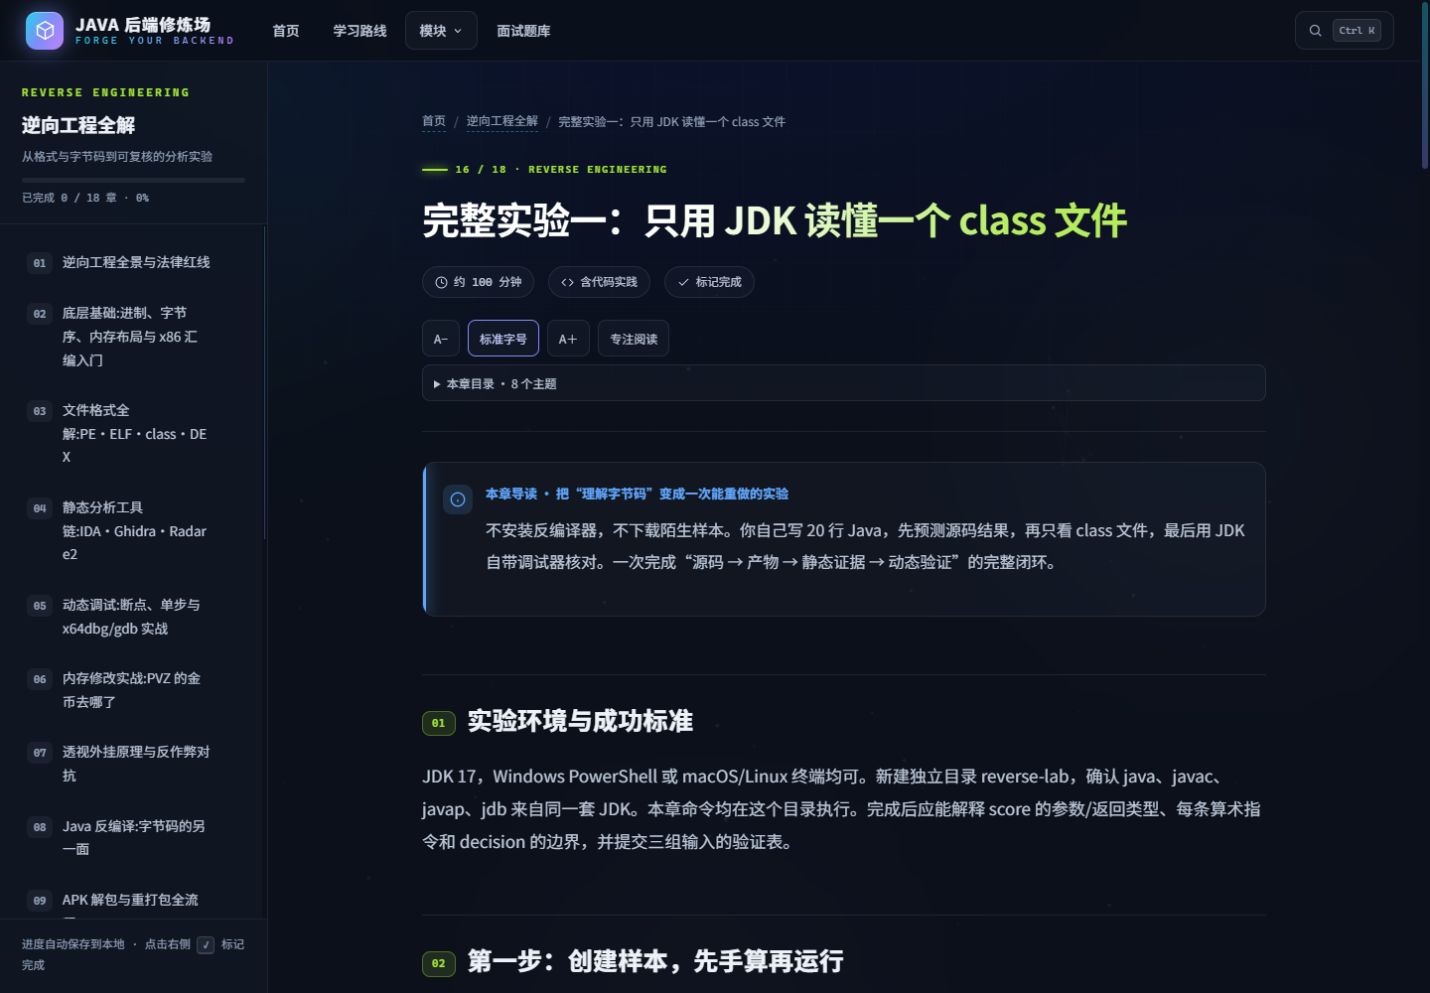 JAVA 后端修炼场
FORGE YOUR BACKEND
首页
学习路线
模块
面试题库
Ctrl K
REVERSE ENGINEERING
逆向工程全解
从格式与字节码到可复核的分析实验
已完成 0 / 18 章 · 0%
01 逆向工程全景与法律红线
02 底层基础:进制、字节
序、内存布局与 x86 汇
编入门
03 文件格式全
解:PE·ELF·class·DE
X
04 静态分析工具
链:IDA·Ghidra·Radar
e2
05 动态调试:断点、单步与
x64dbg/gdb 实战
06 内存修改实战:PVZ 的金
币去哪了
07 透视外挂原理与反作弊对
抗
08 Java 反编译:字节码的另
一面
09 APK 解包与重打包全流
进度自动保存到本地 · 点击右侧 ✓ 标记
完成
首页 / 逆向工程全解 / 完整实验一：只用 JDK 读懂一个 class 文件
16 / 18 · REVERSE ENGINEERING
完整实验一：只用 JDK 读懂一个 class 文件
约 100 分钟
含代码实践
标记完成
A−
标准字号
A＋
专注阅读
本章目录 · 8 个主题
本章导读 · 把“理解字节码”变成一次能重做的实验
不安装反编译器，不下载陌生样本。你自己写 20 行 Java，先预测源码结果，再只看 class 文件，最后用 JDK
自带调试器核对。一次完成“源码 → 产物 → 静态证据 → 动态验证”的完整闭环。
01 实验环境与成功标准
JDK 17，Windows PowerShell 或 macOS/Linux 终端均可。新建独立目录 reverse-lab，确认 java、javac、
javap、jdb 来自同一套 JDK。本章命令均在这个目录执行。完成后应能解释 score 的参数/返回类型、每条算术指
令和 decision 的边界，并提交三组输入的验证表。
02 第一步：创建样本，先手算再运行